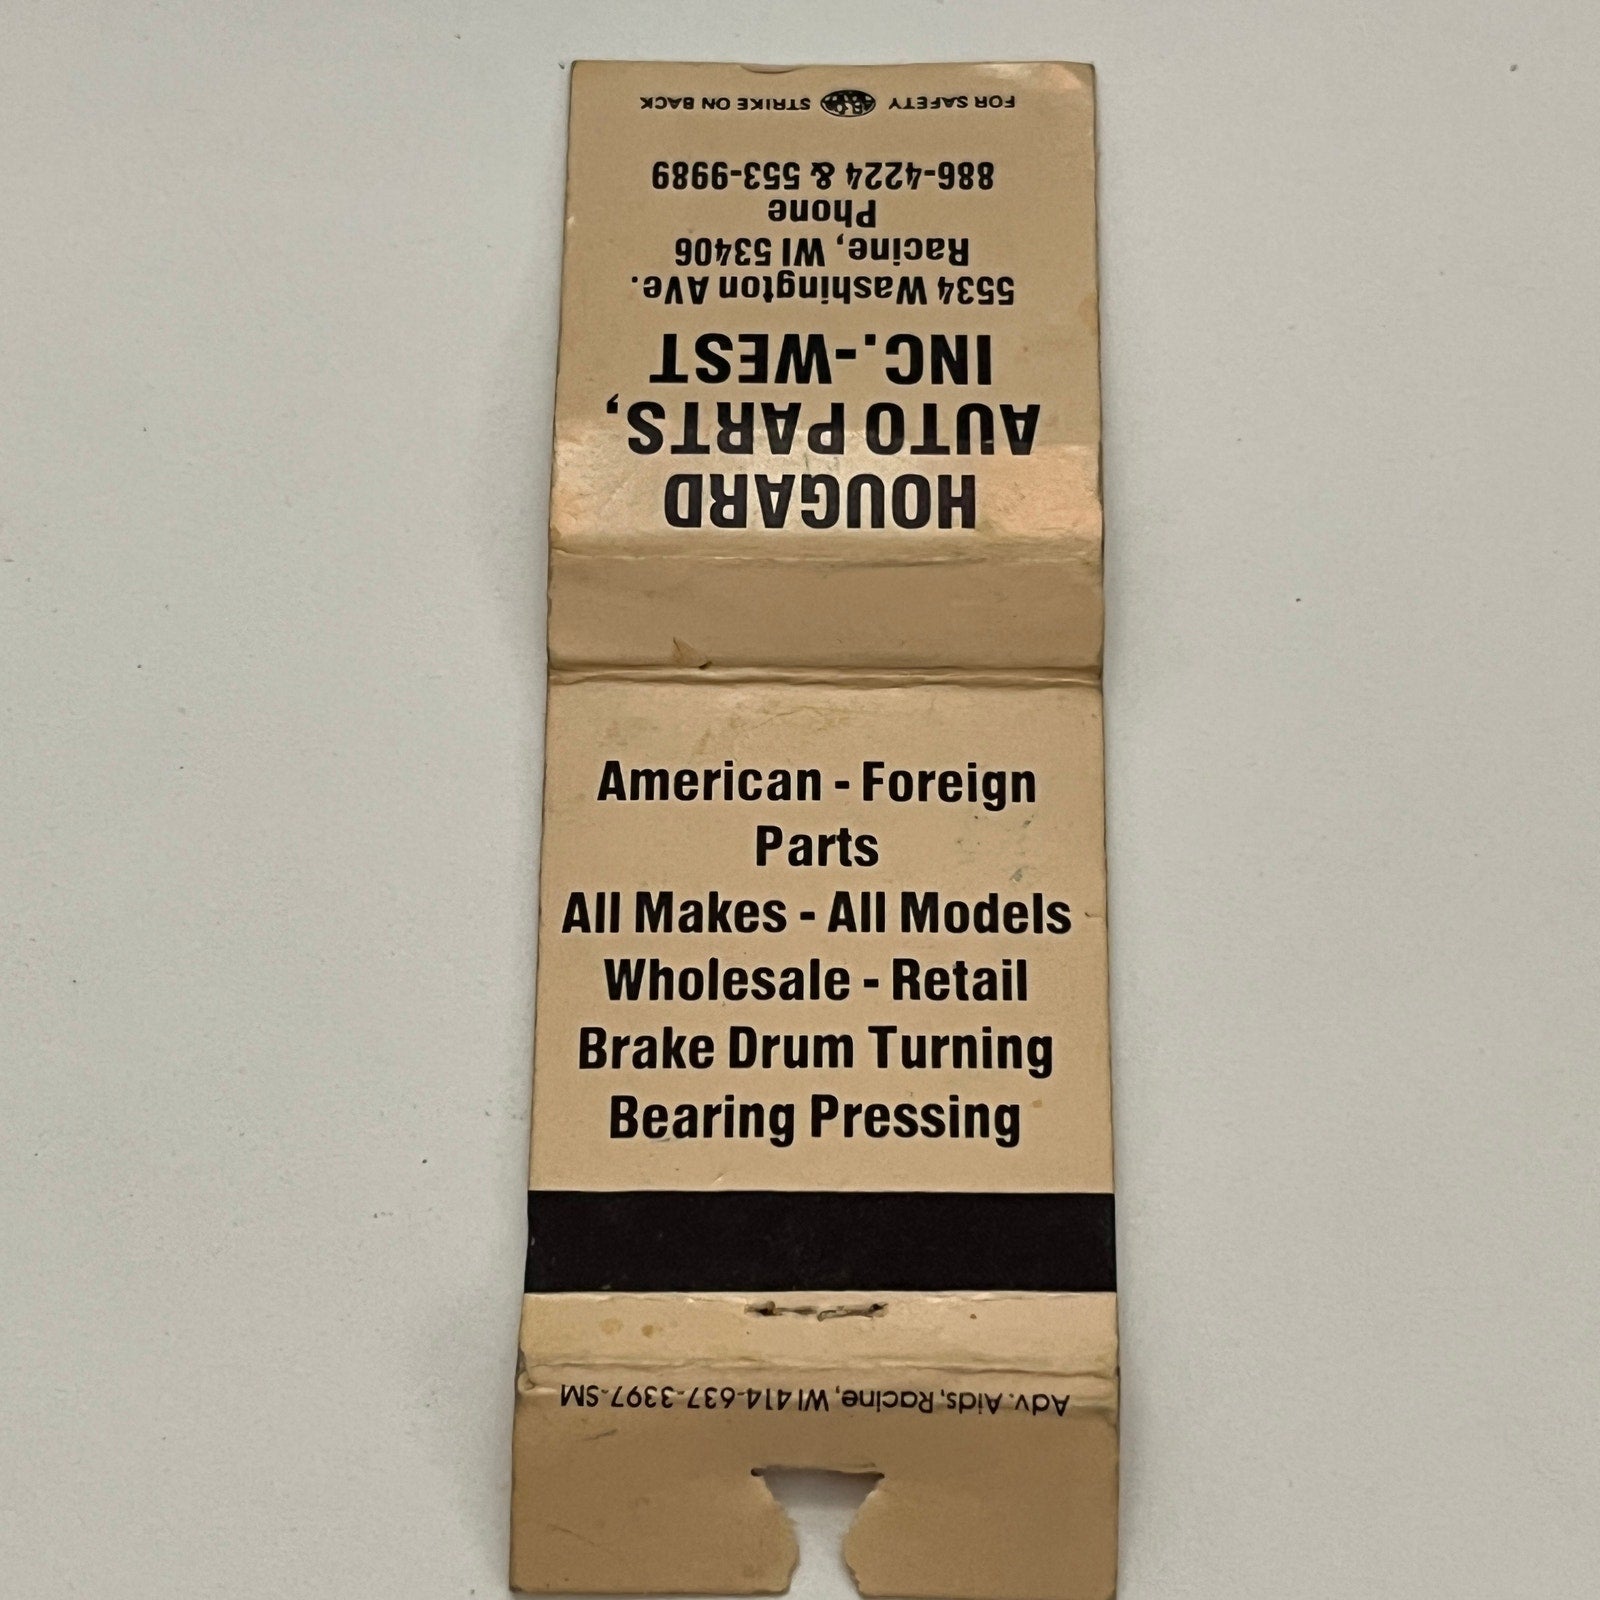 FOR SAFETY STRIKE ON BACK
HOUGARD
AUTO PARTS,
INC.-WEST
5534 Washington AVe.
Racine, WI 53406
Phone
886-4224 & 553-9989
American - Foreign
Parts
All Makes - All Models
Wholesale - Retail
Brake Drum Turning
Bearing Pressing
Adv. Aids, Racine, WI 414-637-3397-SM